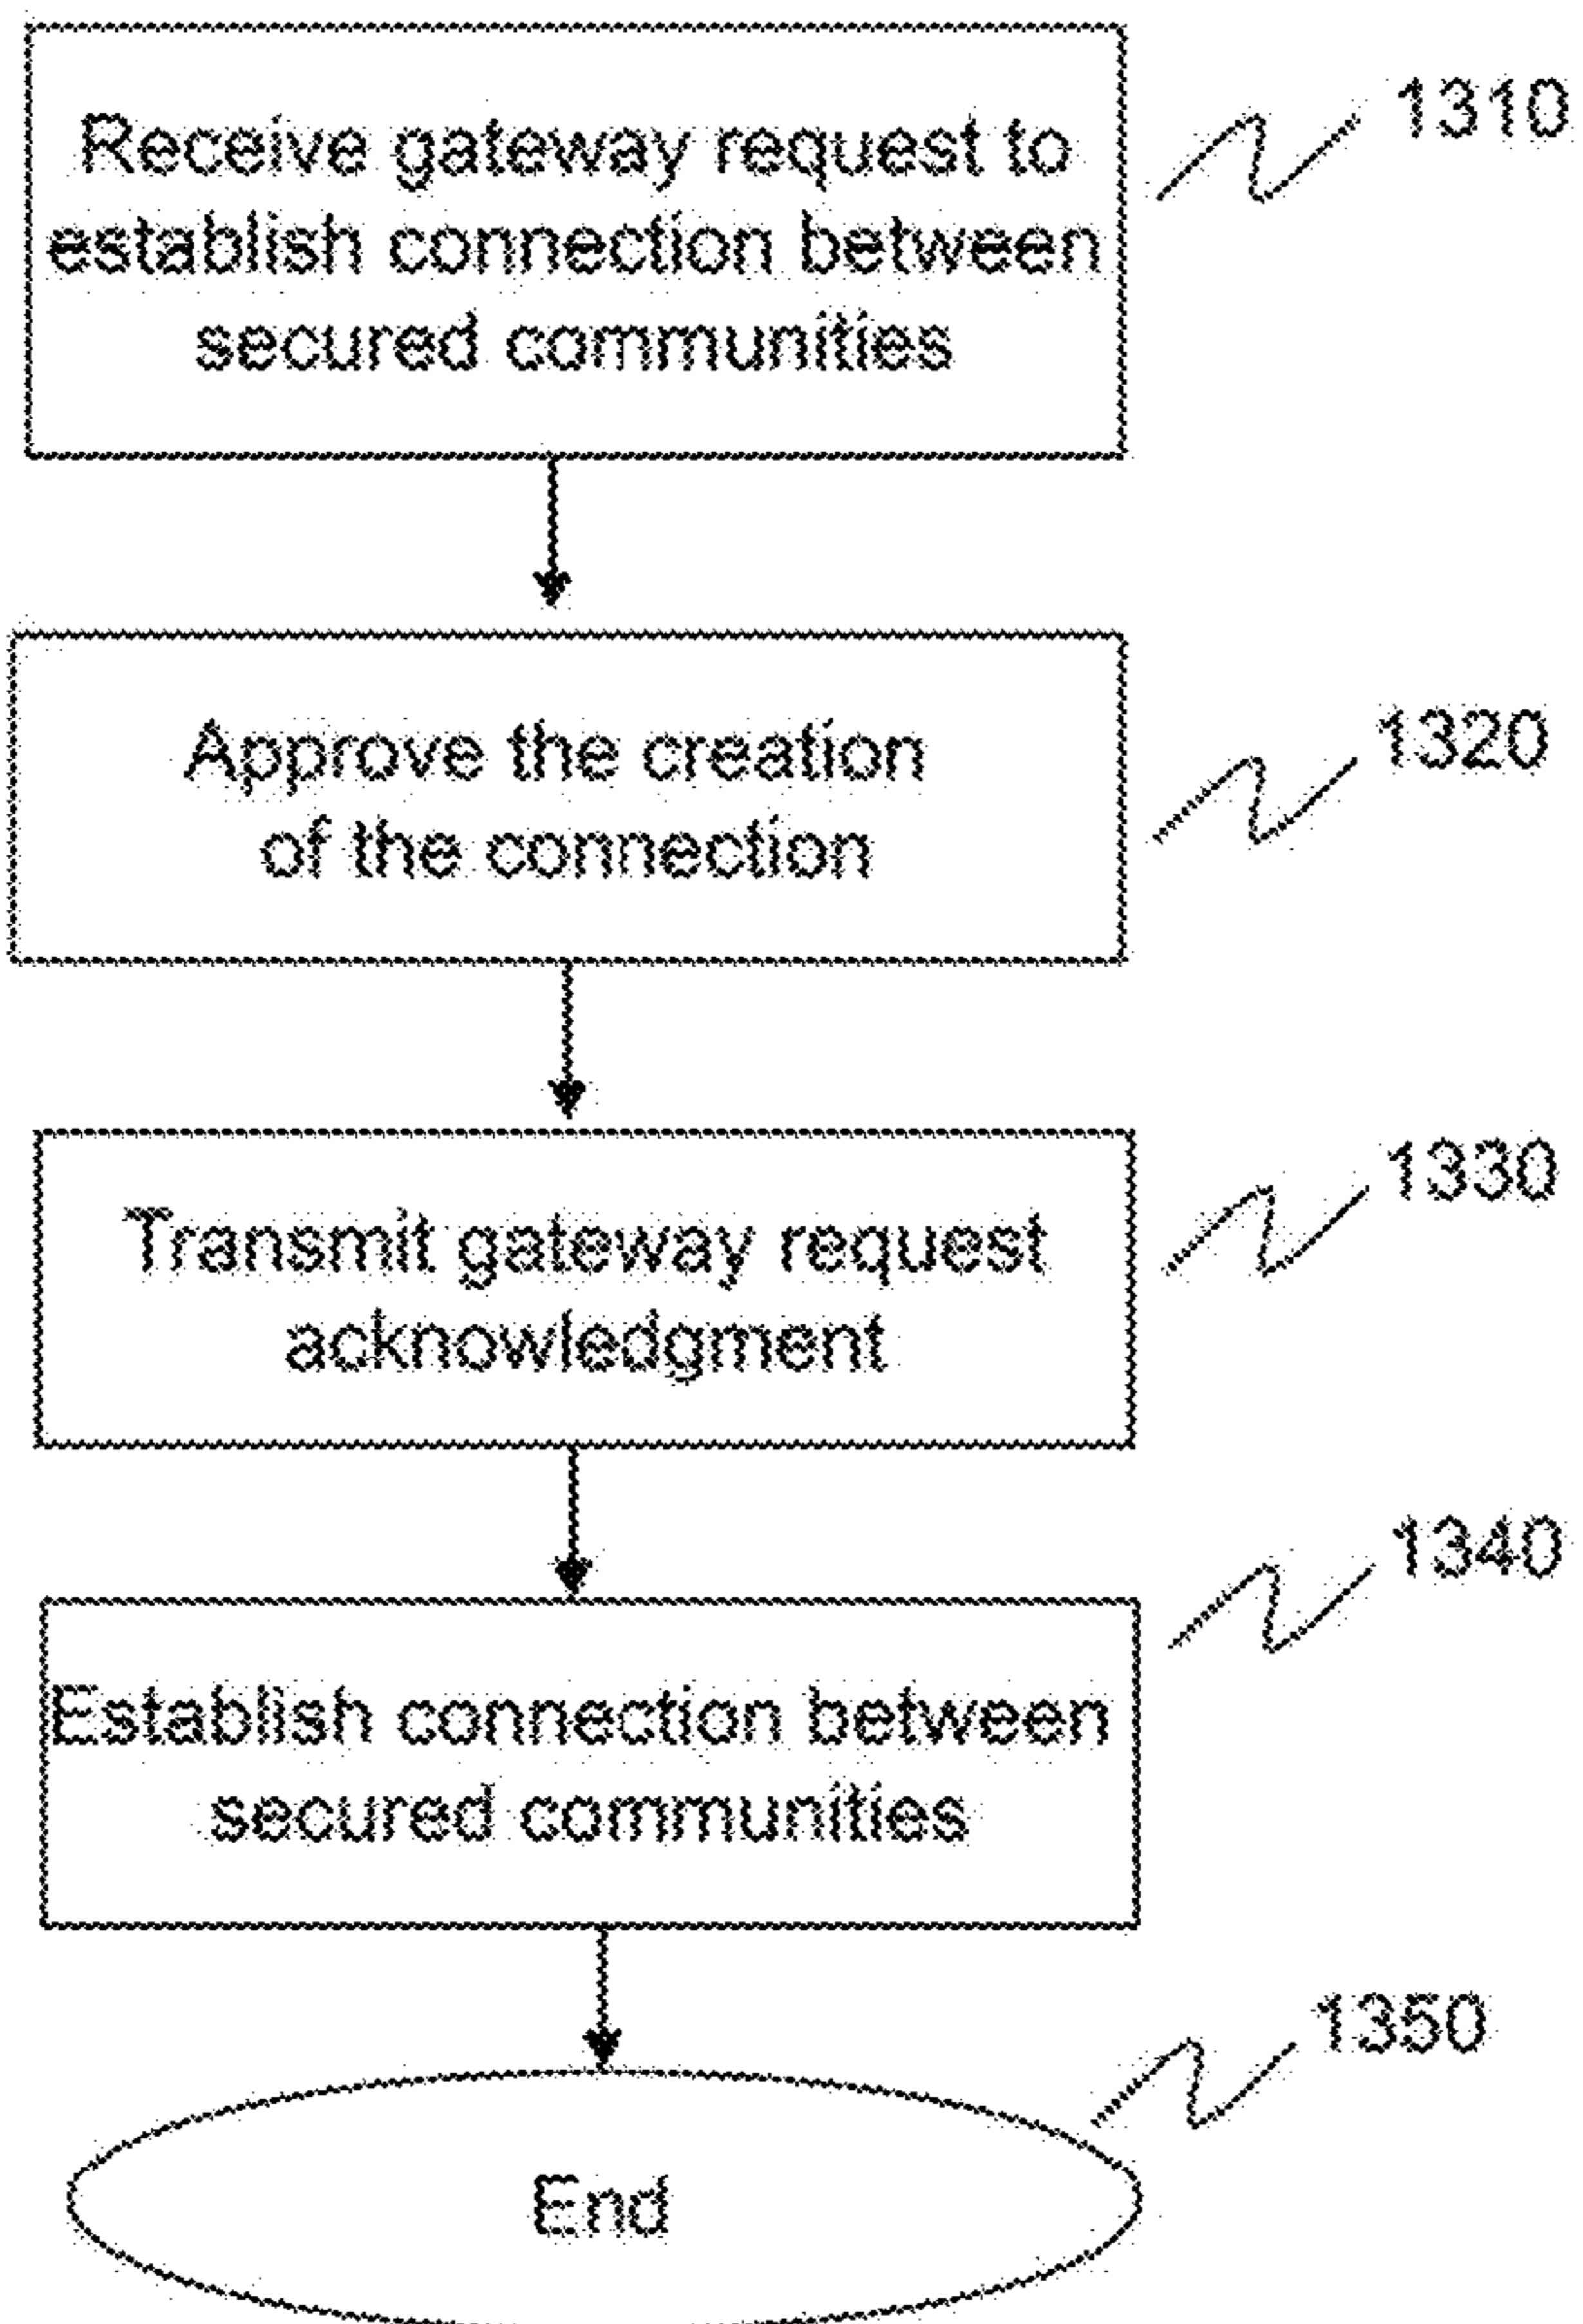 Receive gateway request to
establish connection between
secured communities
1310
Approve the creation
of the connection
1320
Transmit gateway request
acknowledgment
1330
Establish connection between
secured communities
1340
End
1350